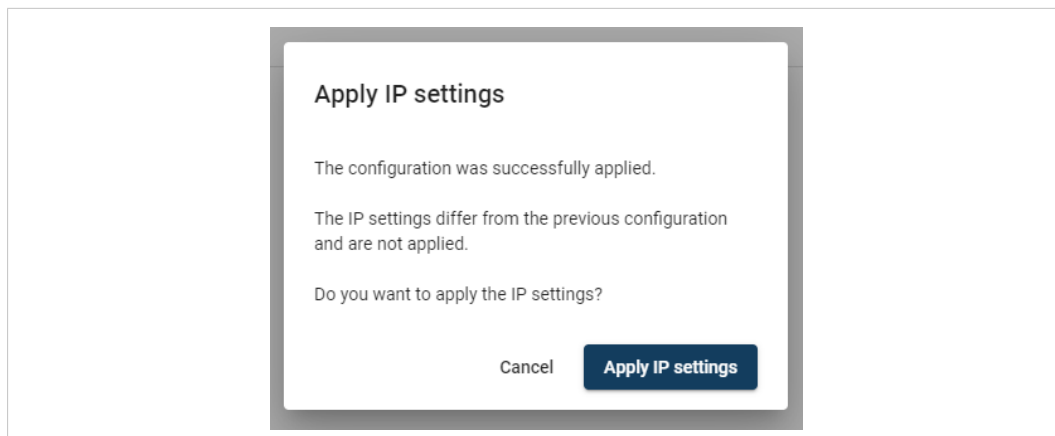 Apply IP settings
The configuration was successfully applied.
The IP settings differ from the previous configuration
and are not applied.
Do you want to apply the IP settings?
Cancel
Apply IP settings